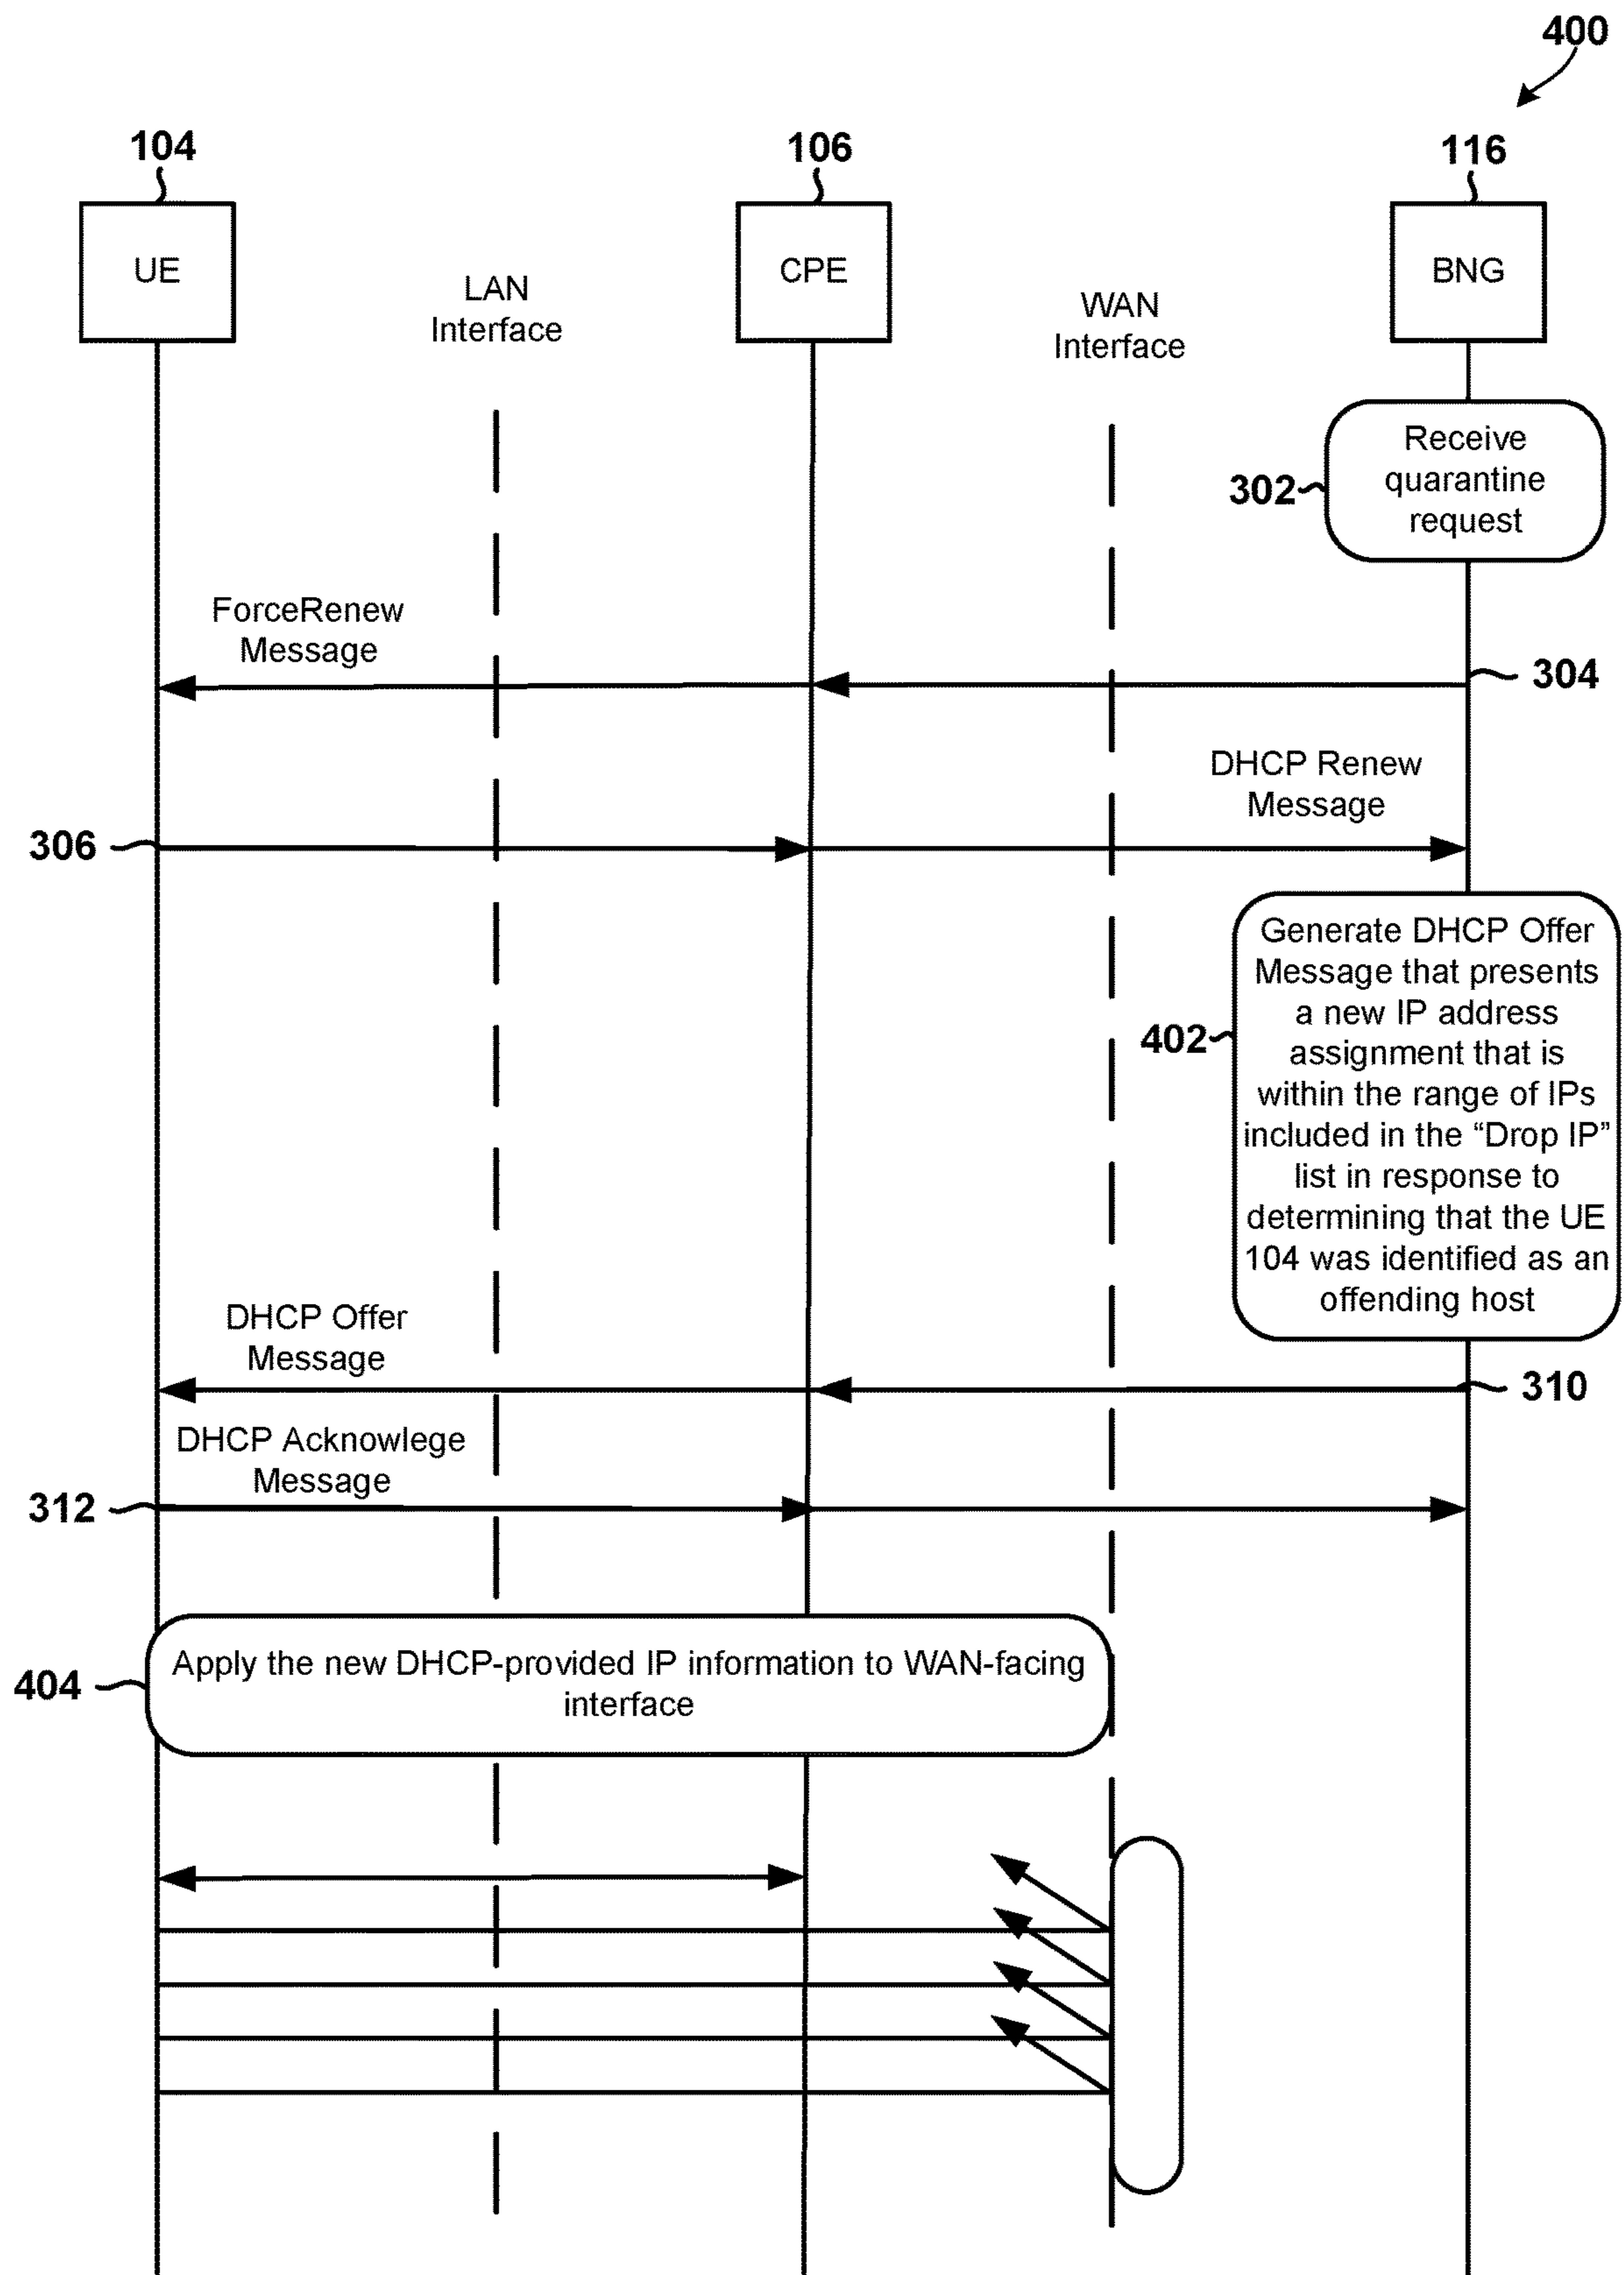 400
104
106
116
UE
CPE
BNG
LAN
Interface
WAN
Interface
Receive
quarantine
request
302
ForceRenew
Message
304
DHCP Renew
Message
306
Generate DHCP Offer
Message that presents
a new IP address
assignment that is
within the range of IPs
included in the “Drop IP”
list in response to
determining that the UE
104 was identified as an
offending host
402
DHCP Offer
Message
310
DHCP Acknowlege
Message
312
Apply the new DHCP-provided IP information to WAN-facing
interface
404